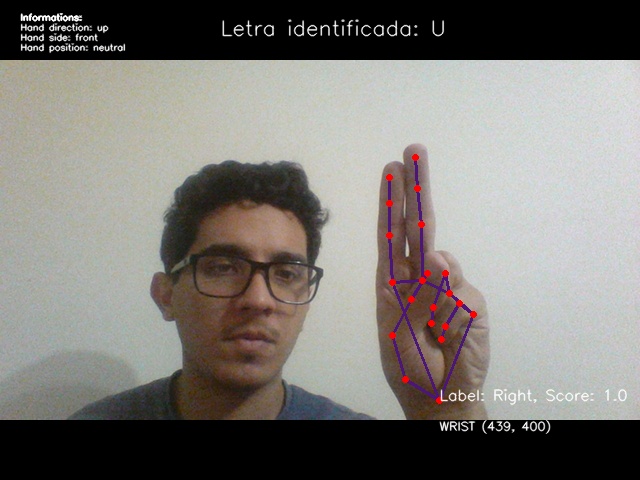 Informations:
Hand direction: up
Hand side: front
Hand position: neutral
Letra identificada: U
Label: Right, Score: 1.0
WRIST (439, 400)